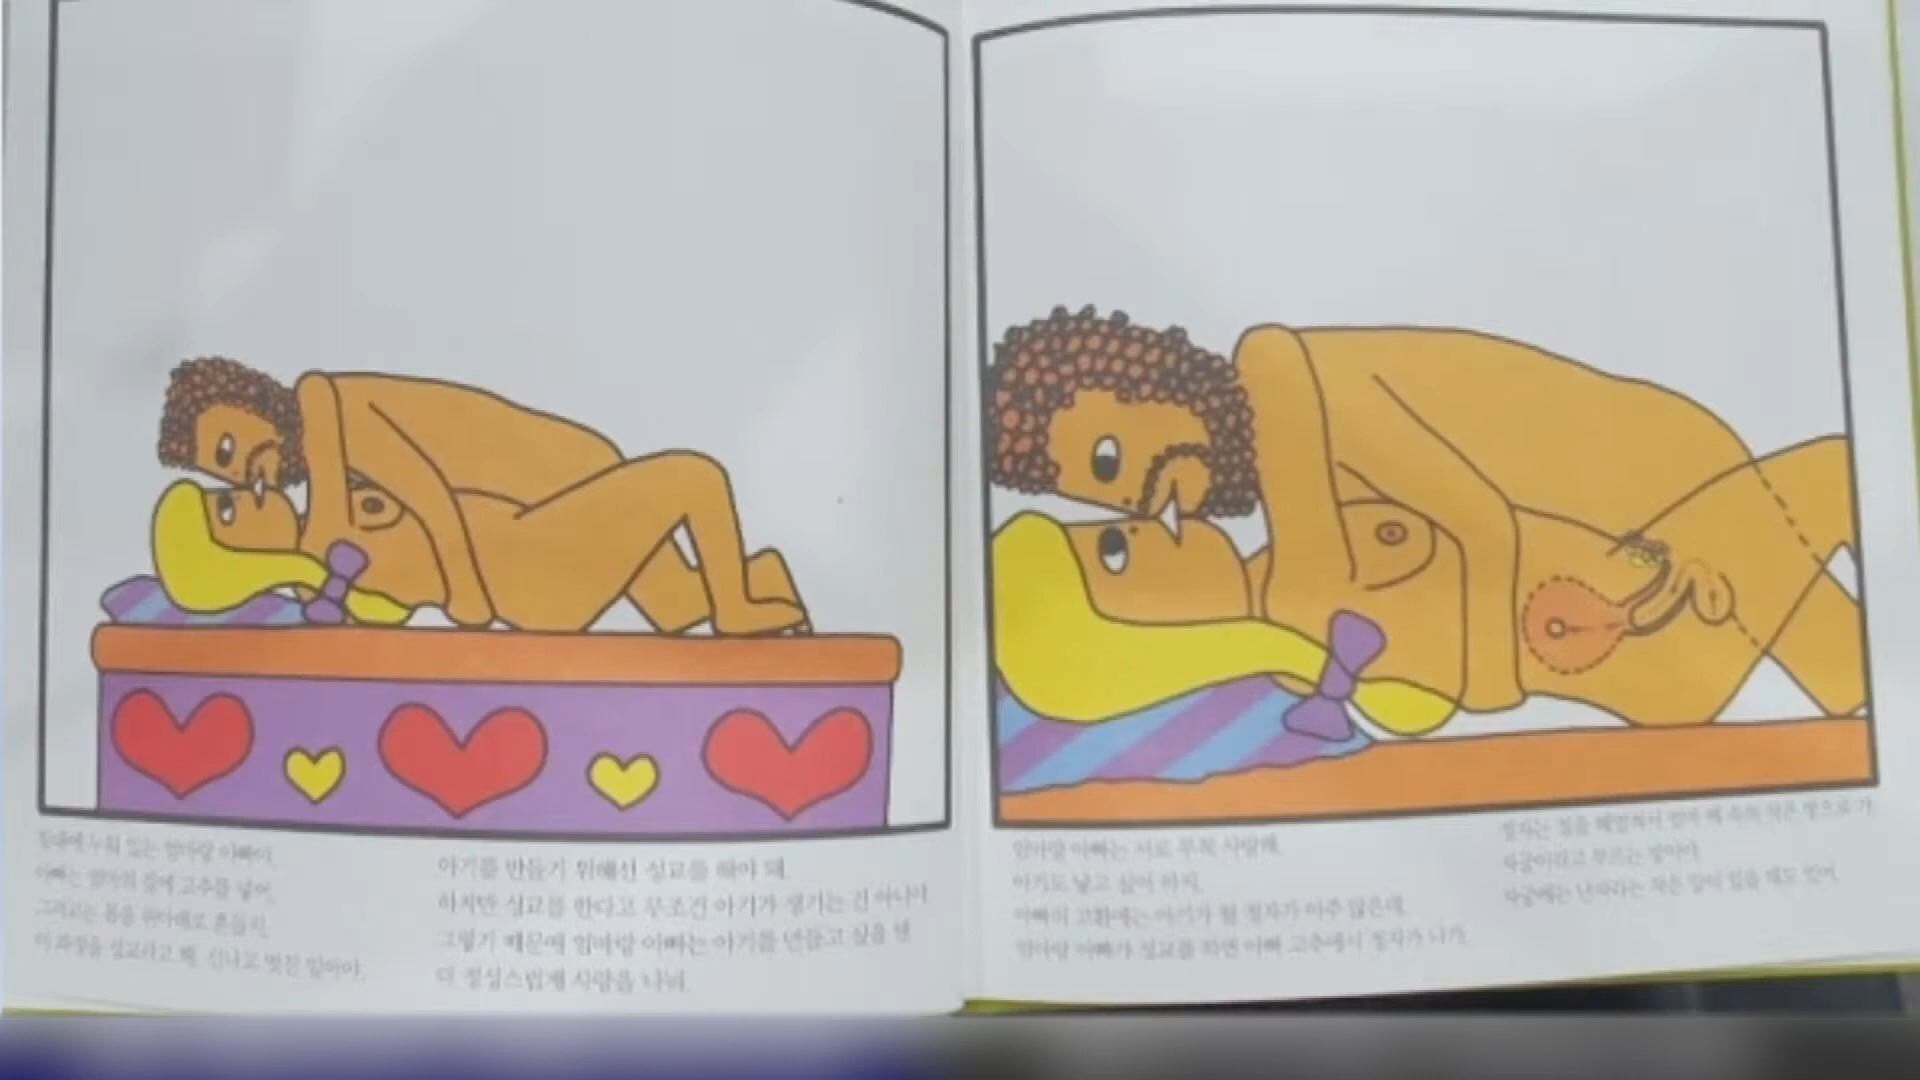 침대에 누워 있는 엄마랑 아빠야.
아빠는 엄마의 질에 고추를 넣어.
그러고는 몸을 위아래로 흔들지.
이 과정을 성교라고 해. 신나고 멋진 일이야.
아기를 만들기 위해선 성교를 해야 돼.
하지만 성교를 한다고 무조건 아기가 생기는 건 아니야
그렇기 때문에 엄마랑 아빠는 아기를 만들고 싶을 땐
더 정성스럽게 사랑을 나눠.
엄마랑 아빠는 서로 무척 사랑해.
아기도 낳고 싶어 하지.
아빠의 고환에는 아기가 될 정자가 아주 많은데,
엄마랑 아빠가 성교를 하면 아빠 고추에서 정자가 나가.
정자는 질을 헤엄쳐서 엄마 배 속의 작은 방으로 가
자궁이라고 부르는 방이야.
자궁에는 난자라는 작은 알이 있을 때도 있어.